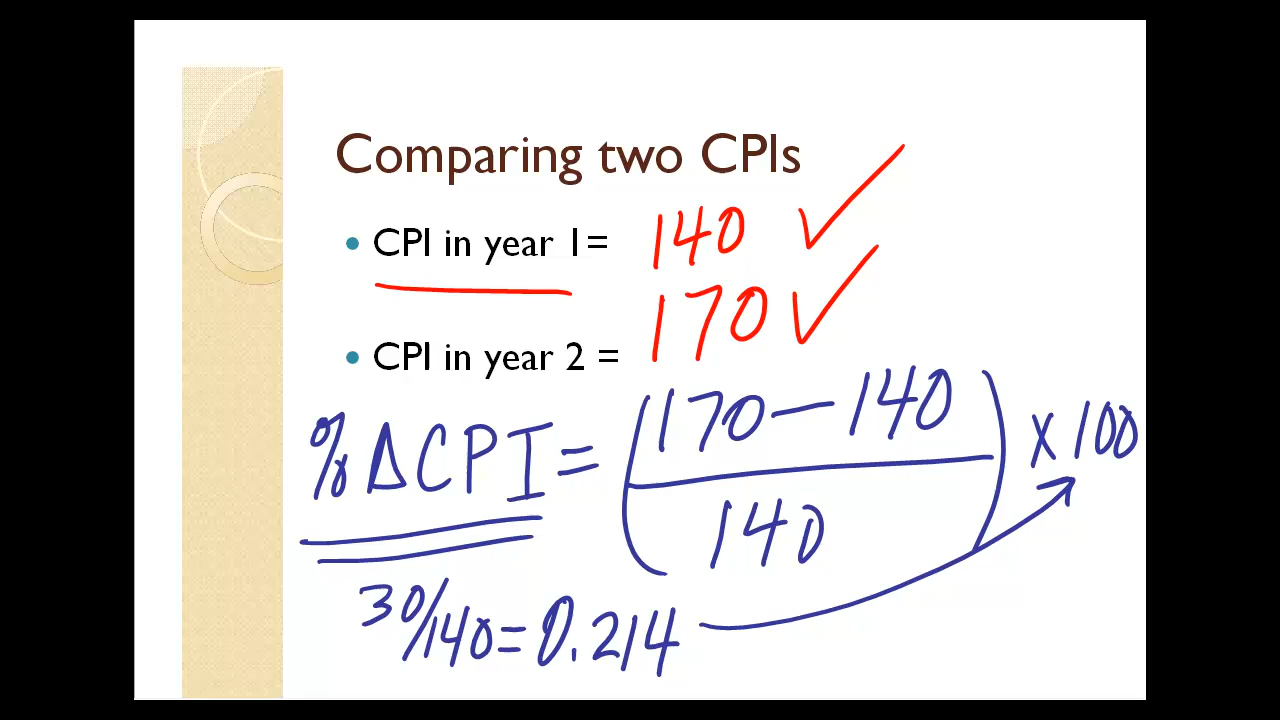 Comparing two CPIs
• CPI in year 1= 140 ✓
• CPI in year 2 = 170 ✓
%ΔCPI = (170 - 140 / 140) x 100
30/140 = 0.214